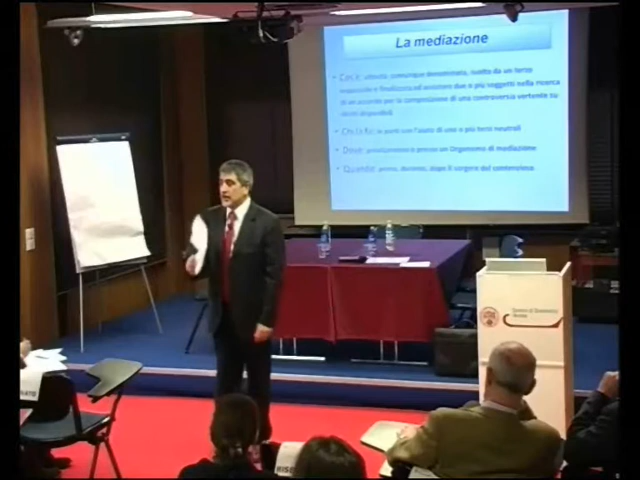 La mediazione
Cos'è: attività, comunque denominata, svolta da un terzo
imparziale e finalizzata ad assistere due o più soggetti nella ricerca
di un accordo per la composizione di una controversia vertente su
diritti disponibili
Chi la fa: le parti con l'aiuto di uno o più terzi neutrali
Dove: privatamente o presso un Organismo di mediazione
Quando: prima, durante, dopo il sorgere del contenzioso